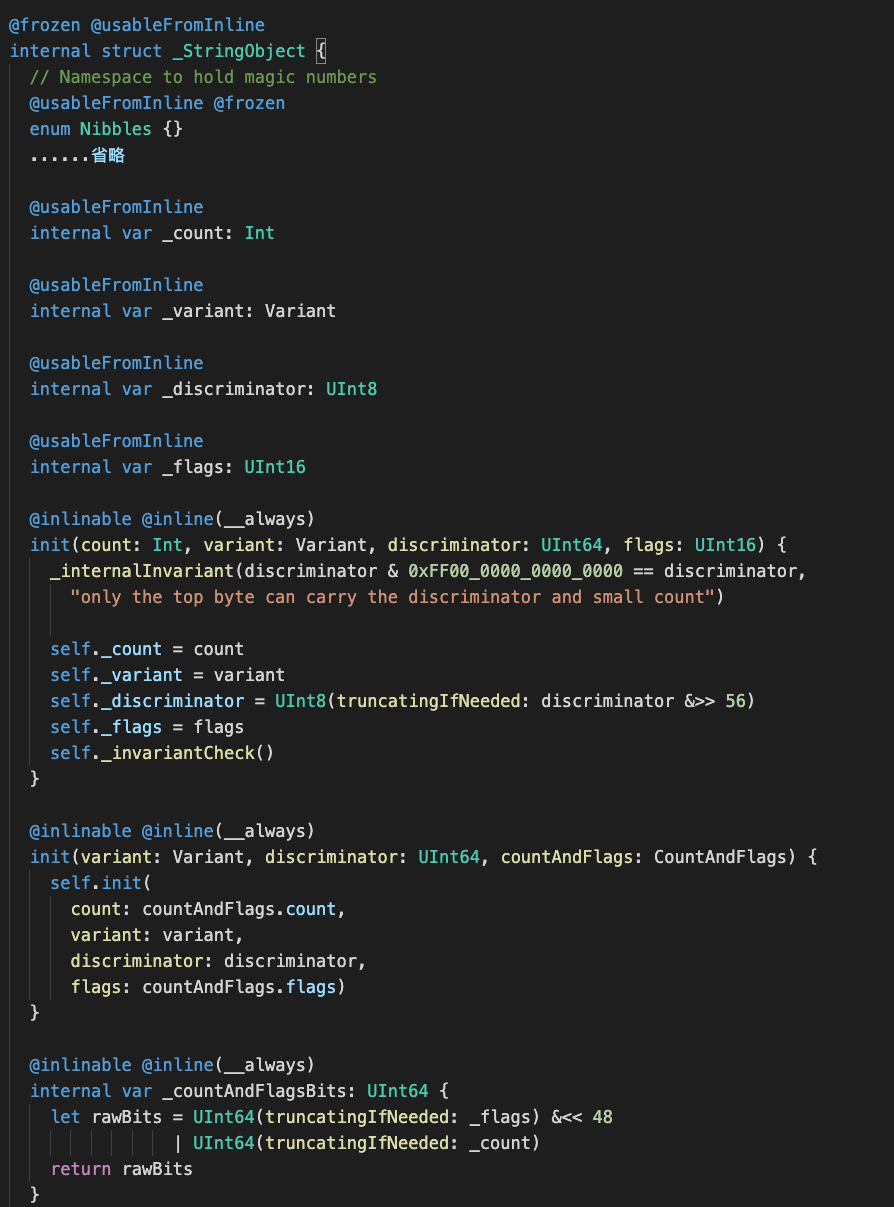 @frozen @usableFromInline
internal struct _StringObject {
  // Namespace to hold magic numbers
  @usableFromInline @frozen
  enum Nibbles {}
  ......省略

  @usableFromInline
  internal var _count: Int

  @usableFromInline
  internal var _variant: Variant

  @usableFromInline
  internal var _discriminator: UInt8

  @usableFromInline
  internal var _flags: UInt16

  @inlinable @inline(__always)
  init(count: Int, variant: Variant, discriminator: UInt64, flags: UInt16) {
    _internalInvariant(discriminator & 0xFF00_0000_0000_0000 == discriminator,
      "only the top byte can carry the discriminator and small count")

    self._count = count
    self._variant = variant
    self._discriminator = UInt8(truncatingIfNeeded: discriminator &>> 56)
    self._flags = flags
    self._invariantCheck()
  }

  @inlinable @inline(__always)
  init(variant: Variant, discriminator: UInt64, countAndFlags: CountAndFlags) {
    self.init(
      count: countAndFlags.count,
      variant: variant,
      discriminator: discriminator,
      flags: countAndFlags.flags)
  }

  @inlinable @inline(__always)
  internal var _countAndFlagsBits: UInt64 {
    let rawBits = UInt64(truncatingIfNeeded: _flags) &<< 48
                | UInt64(truncatingIfNeeded: _count)
    return rawBits
  }